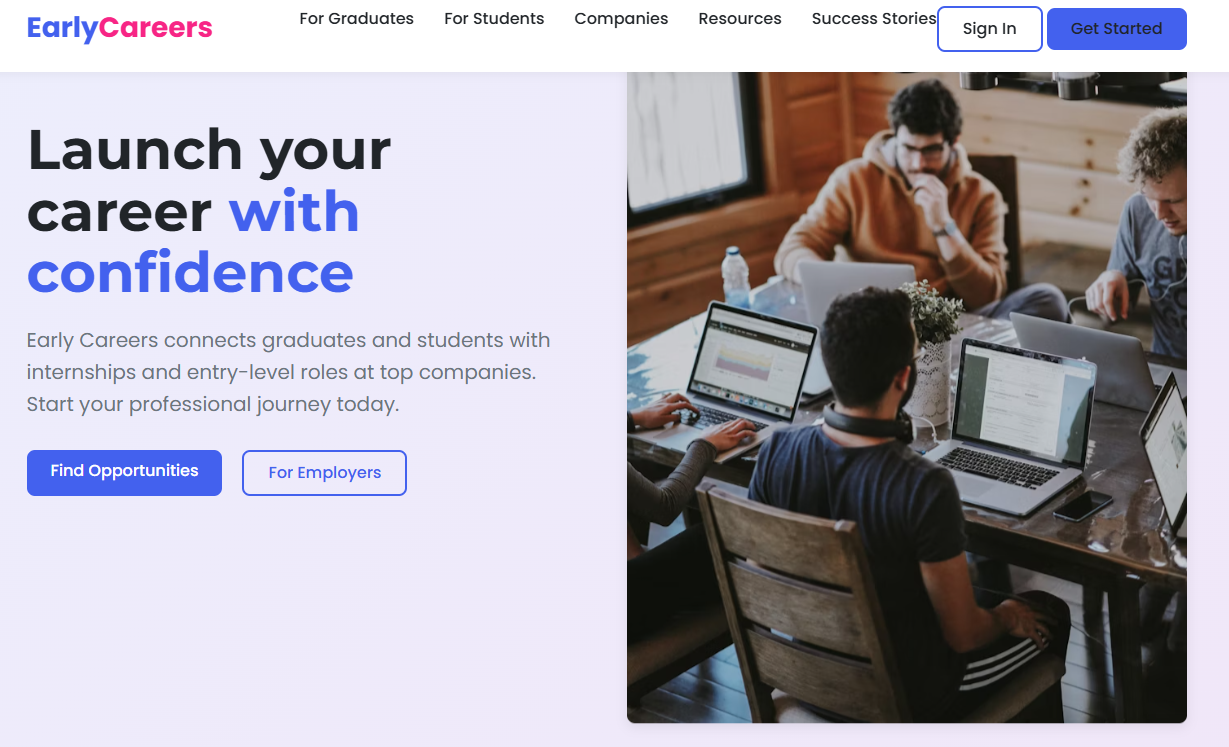 EarlyCareers
For Graduates
For Students
Companies
Resources
Success Stories
Sign In
Get Started
Launch your
career with
confidence
Early Careers connects graduates and students with
internships and entry-level roles at top companies.
Start your professional journey today.
Find Opportunities
For Employers